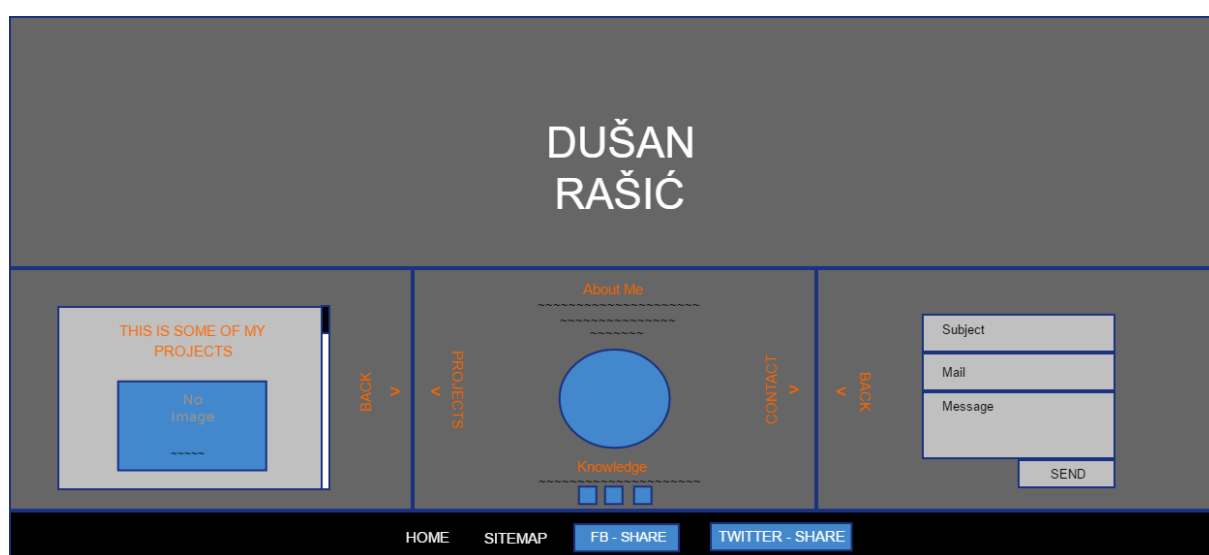 DUŠAN
RAŠIĆ
THIS IS SOME OF MY
PROJECTS
No
Image
~~~~~
BACK
>
<
PROJECTS
About Me
~~~~~~~~~~~~~~~~~~~~~
~~~~~~~~~~~~~~~
~~~~~~~
Knowledge
~~~~~~~~~~~~~~~~~~~~~
CONTACT
>
<
BACK
Subject
Mail
Message
SEND
HOME
SITEMAP
FB - SHARE
TWITTER - SHARE